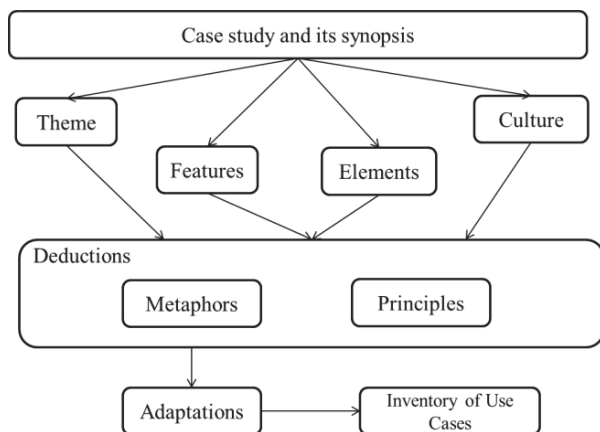 Case study and its synopsis
Theme
Culture
Features
Elements
Deductions
Metaphors
Principles
Adaptations
Inventory of Use
Cases